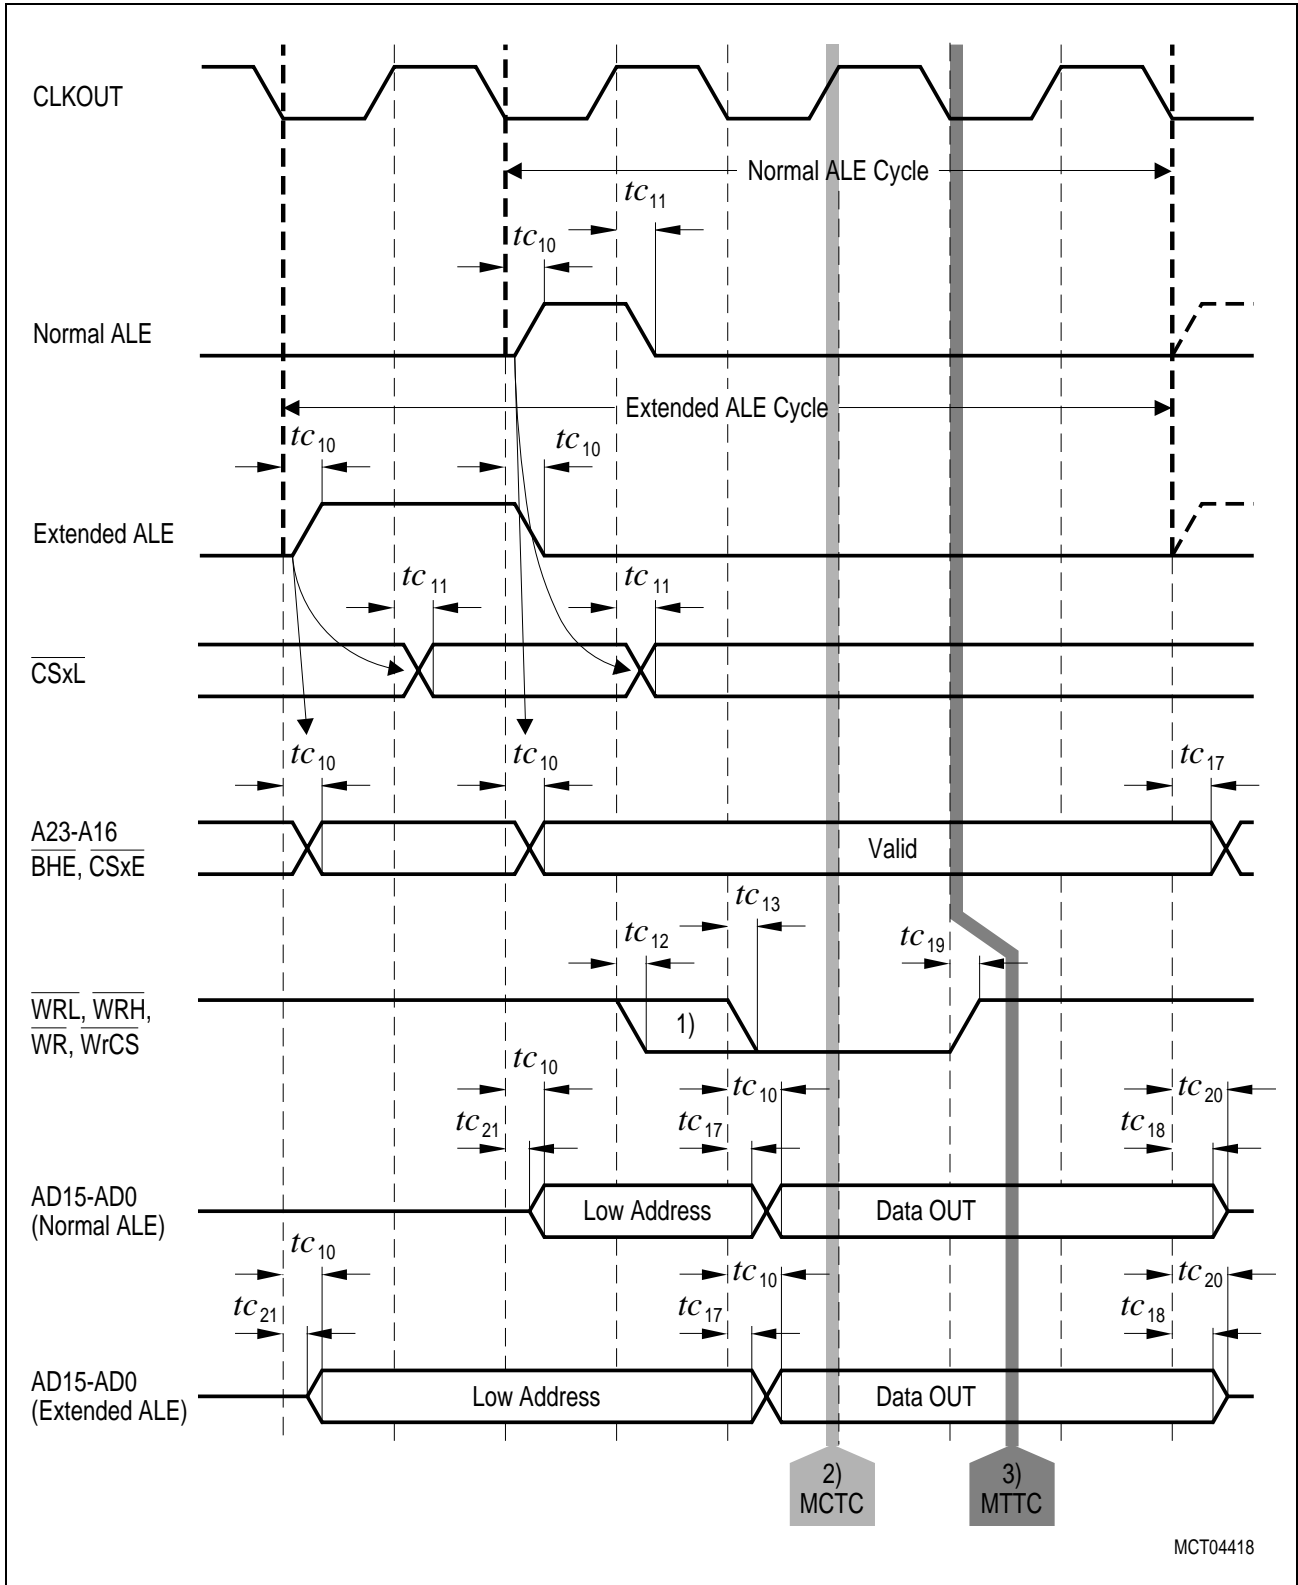 CLKOUT
Normal ALE Cycle
tc11
tc10
Normal ALE
Extended ALE Cycle
tc10
tc10
Extended ALE
tc11
tc11
CSxL
tc10
tc10
tc17
A23-A16
BHE, CSxE
Valid
tc13
tc12
tc19
WRL, WRH,
WR, WrCS
1)
tc10
tc10
tc20
tc21
tc17
tc18
AD15-AD0
(Normal ALE)
Low Address
Data OUT
tc10
tc10
tc20
tc21
tc17
tc18
AD15-AD0
(Extended ALE)
Low Address
Data OUT
2)
MCTC
3)
MTTC
MCT04418